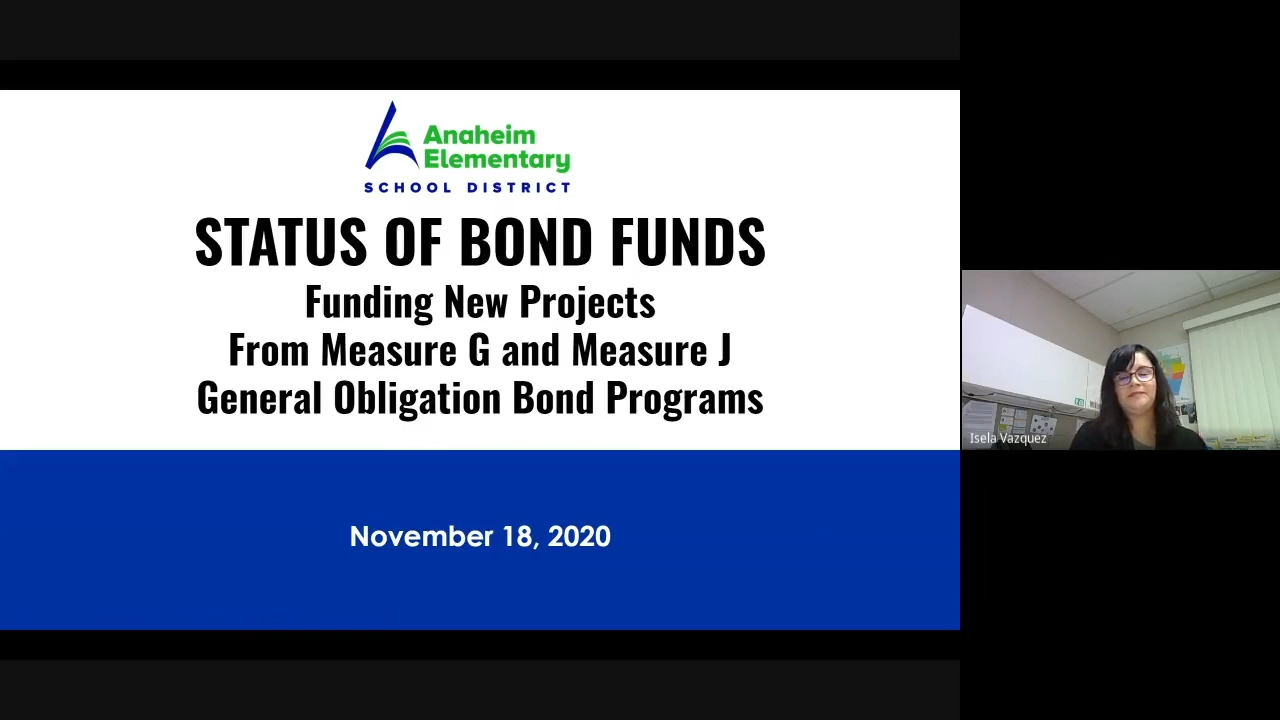 Anaheim
Elementary
SCHOOL DISTRICT
STATUS OF BOND FUNDS
Funding New Projects
From Measure G and Measure J
General Obligation Bond Programs
November 18, 2020
Isela Vazquez